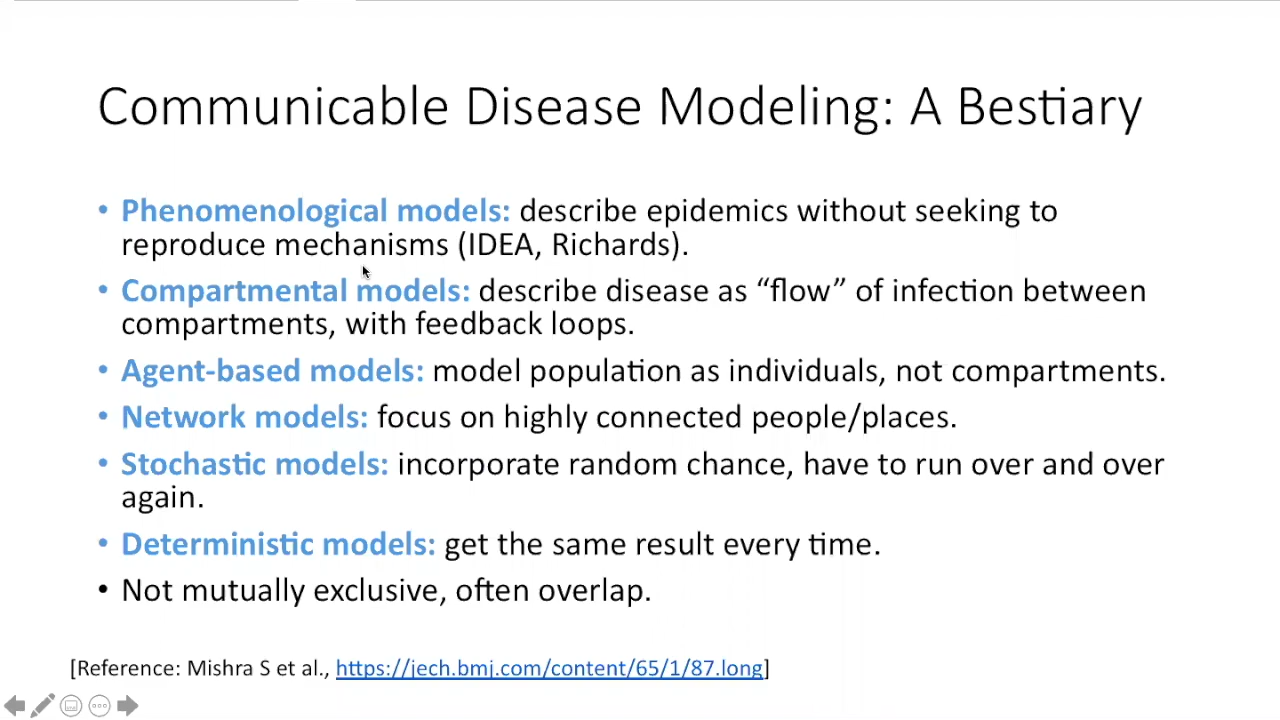 Communicable Disease Modeling: A Bestiary
• Phenomenological models: describe epidemics without seeking to
reproduce mechanisms (IDEA, Richards).
• Compartmental models: describe disease as “flow” of infection between
compartments, with feedback loops.
• Agent-based models: model population as individuals, not compartments.
• Network models: focus on highly connected people/places.
• Stochastic models: incorporate random chance, have to run over and over
again.
• Deterministic models: get the same result every time.
• Not mutually exclusive, often overlap.
[Reference: Mishra S et al., https://jech.bmj.com/content/65/1/87.long]